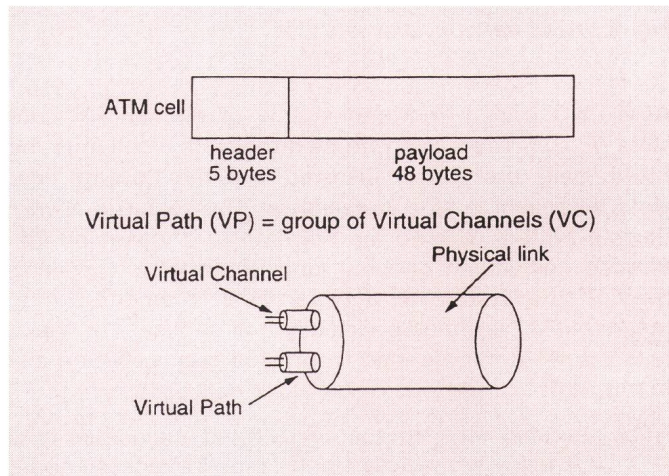 ATM cell
header
5 bytes
payload
48 bytes
Virtual Path (VP) = group of Virtual Channels (VC)
Physical link
Virtual Channel
Virtual Path